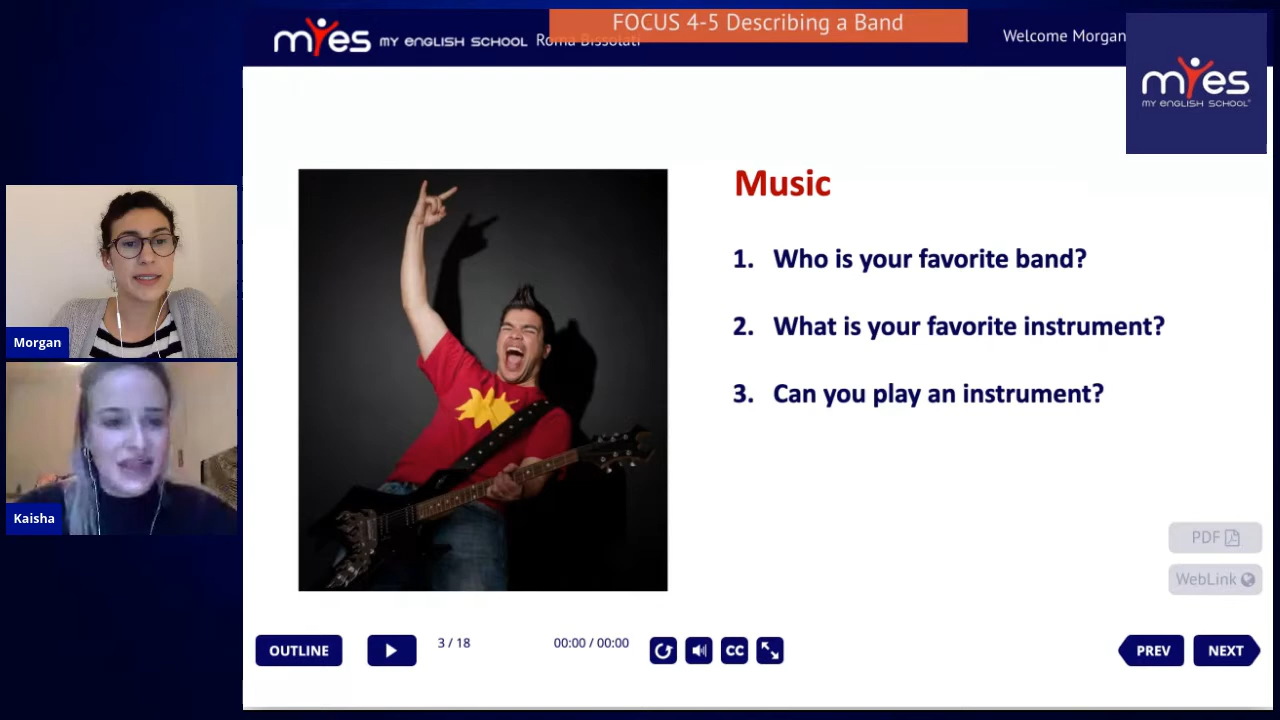 FOCUS 4-5 Describing a Band
myes MY ENGLISH SCHOOL Roma Bissolati
Welcome Morgan
myes
MY ENGLISH SCHOOL
Music
1. Who is your favorite band?
2. What is your favorite instrument?
3. Can you play an instrument?
Morgan
Kaisha
PDF
WebLink
OUTLINE
3 / 18
00:00 / 00:00
CC
PREV
NEXT